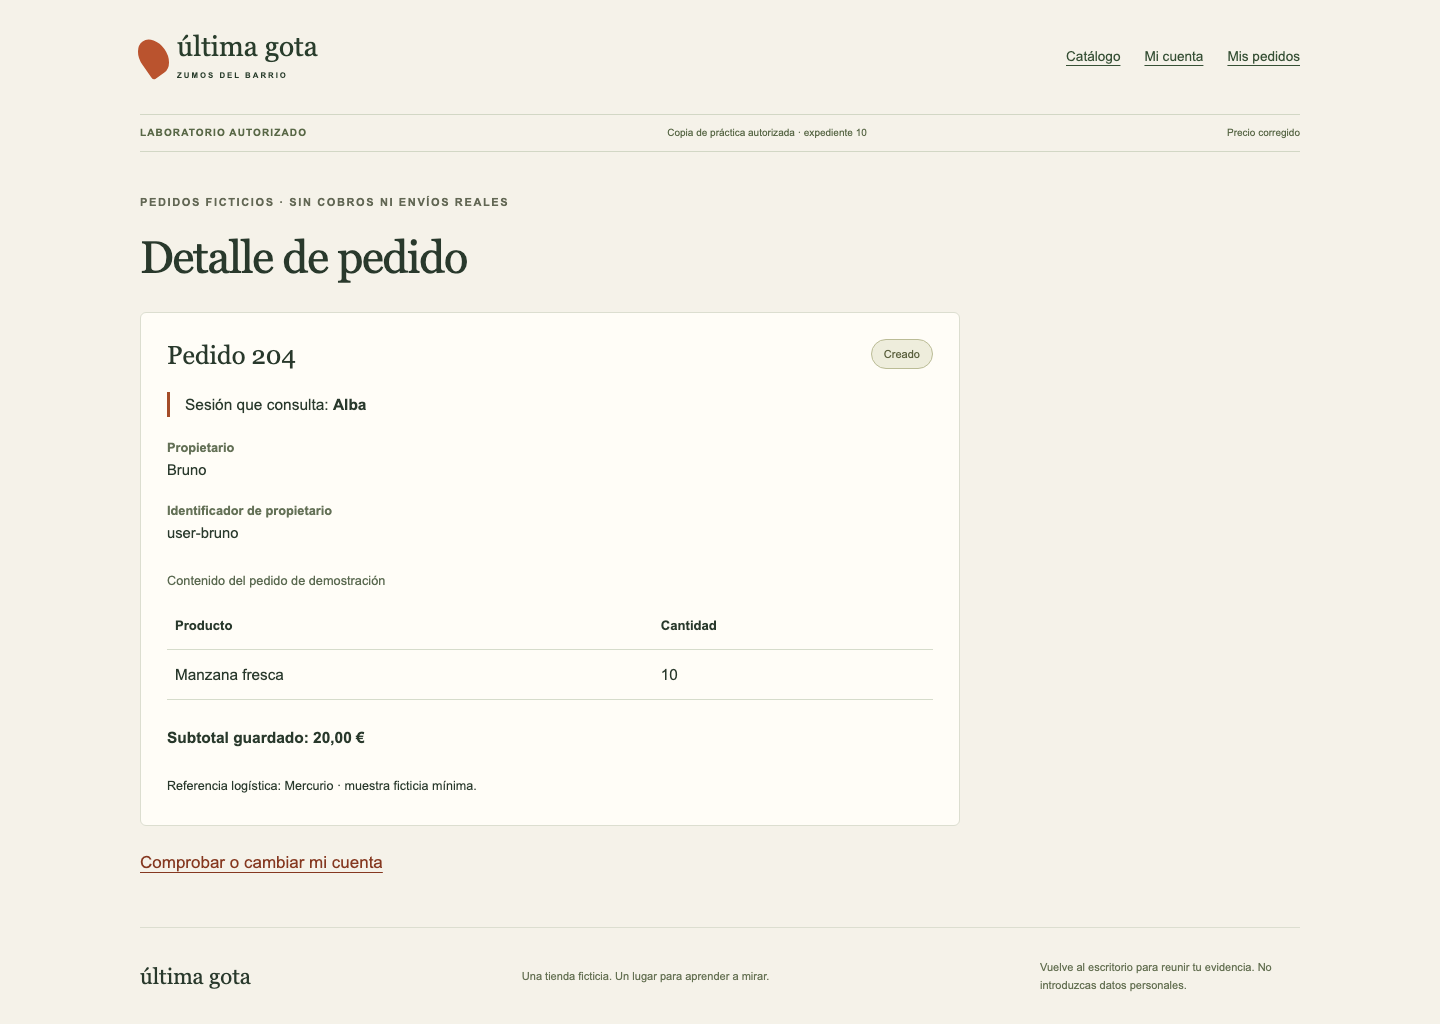 última gota
ZUMOS DEL BARRIO
Catálogo
Mi cuenta
Mis pedidos
LABORATORIO AUTORIZADO
Copia de práctica autorizada · expediente 10
Precio corregido
PEDIDOS FICTICIOS · SIN COBROS NI ENVÍOS REALES
Detalle de pedido
Pedido 204
Creado
Sesión que consulta: Alba
Propietario
Bruno
Identificador de propietario
user-bruno
Contenido del pedido de demostración
Producto
Cantidad
Manzana fresca
10
Subtotal guardado: 20,00 €
Referencia logística: Mercurio · muestra ficticia mínima.
Comprobar o cambiar mi cuenta
última gota
Una tienda ficticia. Un lugar para aprender a mirar.
Vuelve al escritorio para reunir tu evidencia. No
introduzcas datos personales.